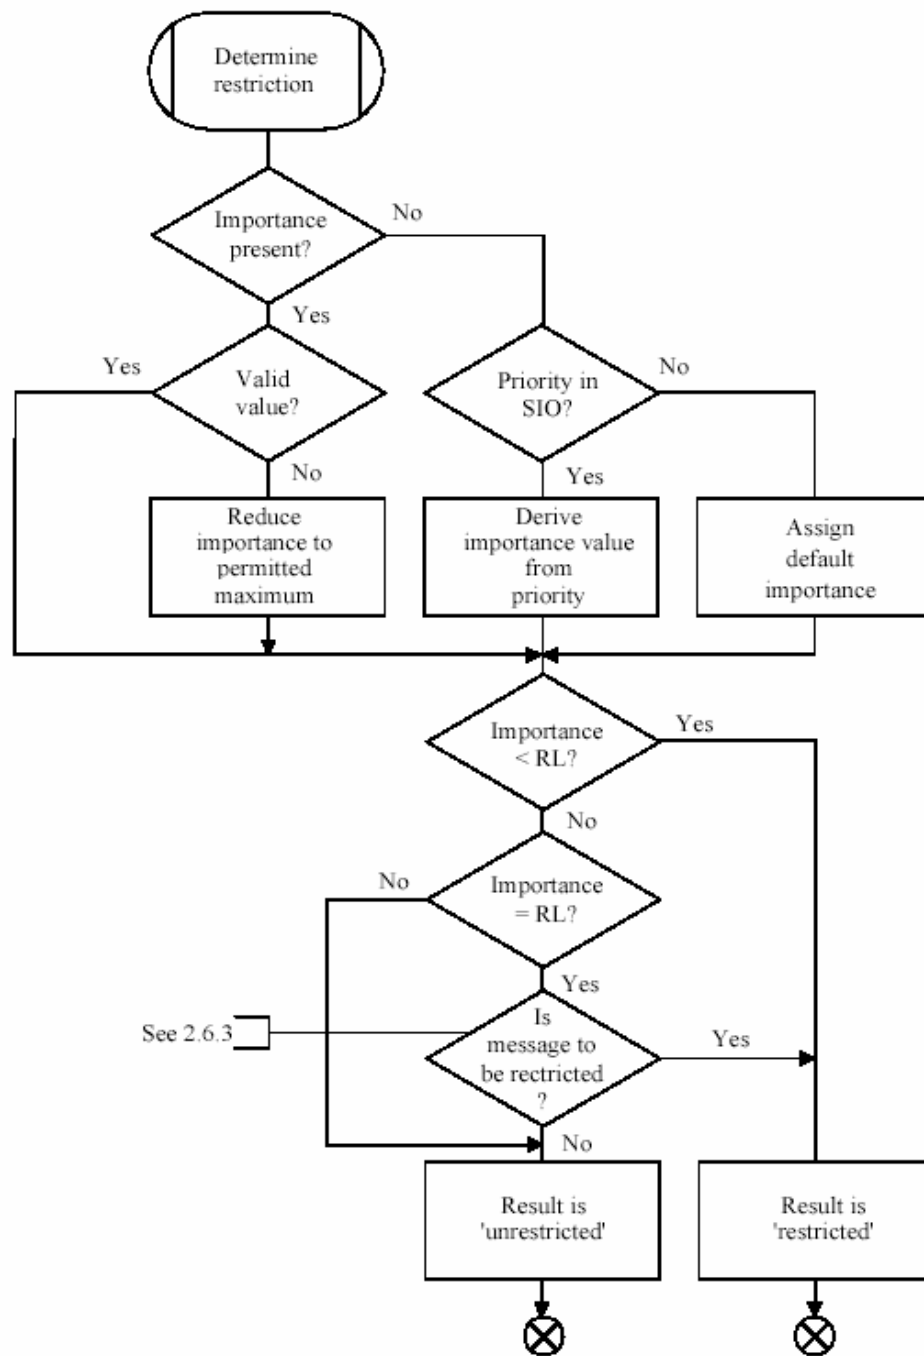 Determine
restriction
Importance
present?
No
Yes
Yes
Valid
value?
No
Priority in
SIO?
No
Yes
Reduce
importance to
permitted
maximum
Derive
importance value
from
priority
Assign
default
importance
Importance
< RL?
Yes
No
Importance
= RL?
No
Yes
See 2.6.3
Is
message to
be rectricted
?
Yes
No
Result is
'unrestricted'
Result is
'restricted'